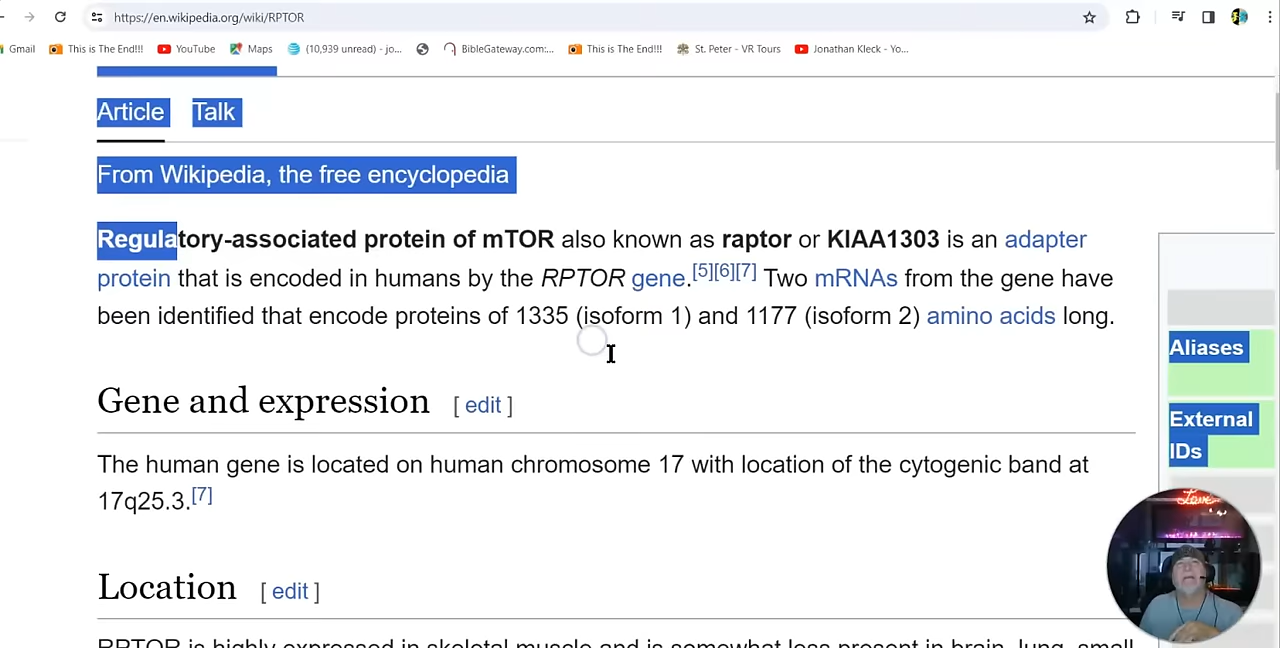 https://en.wikipedia.org/wiki/RPTOR
Gmail This is The End!!! YouTube Maps (10,939 unread) - jo... BibleGateway.com:... This is The End!!! St. Peter - VR Tours Jonathan Kleck - Yo...
Article Talk
From Wikipedia, the free encyclopedia
Regulatory-associated protein of mTOR also known as raptor or KIAA1303 is an adapter
protein that is encoded in humans by the RPTOR gene.[5][6][7] Two mRNAs from the gene have
been identified that encode proteins of 1335 (isoform 1) and 1177 (isoform 2) amino acids long.
Aliases
External
IDs
Gene and expression [ edit ]
The human gene is located on human chromosome 17 with location of the cytogenic band at
17q25.3.[7]
Location [ edit ]
RPTOR is highly expressed in skeletal muscle and is somewhat less present in brain, lung, small
Love